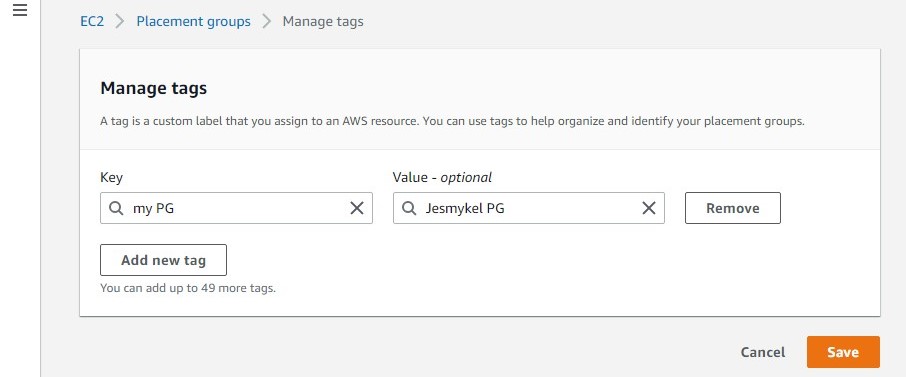 EC2 > Placement groups > Manage tags
Manage tags
A tag is a custom label that you assign to an AWS resource. You can use tags to help organize and identify your placement groups.
Key Value - optional
my PG Jesmykel PG Remove
Add new tag
You can add up to 49 more tags.
Cancel Save